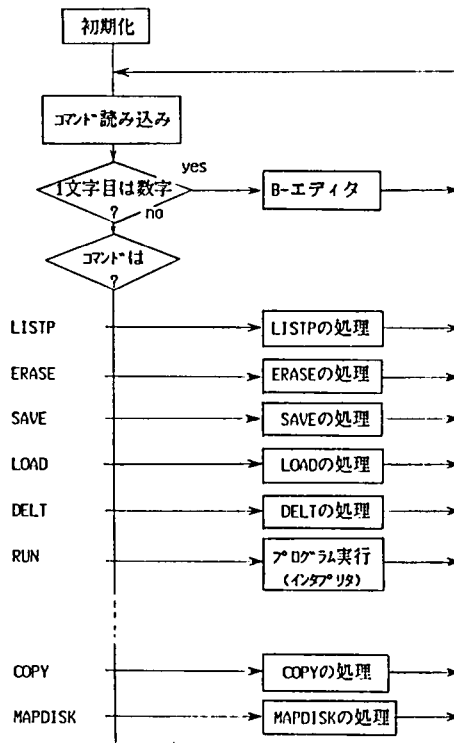 初期化
コマンド読み込み
yes
1文字目は数字
?
no
B-エディタ
コマンドは
?
LISTP
LISTPの処理
ERASE
ERASEの処理
SAVE
SAVEの処理
LOAD
LOADの処理
DELT
DELTの処理
RUN
プログラム実行
(インタプリタ)
COPY
COPYの処理
MAPDISK
MAPDISKの処理